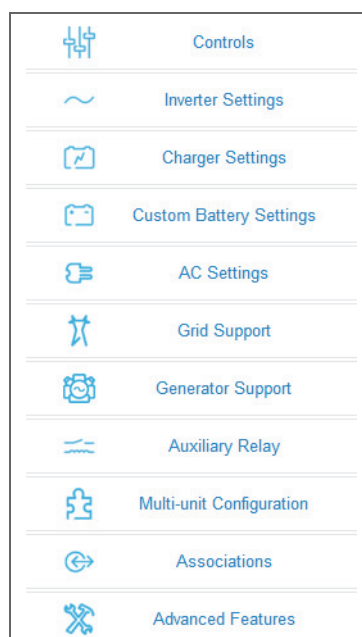 Controls
Inverter Settings
Charger Settings
Custom Battery Settings
AC Settings
Grid Support
Generator Support
Auxiliary Relay
Multi-unit Configuration
Associations
Advanced Features